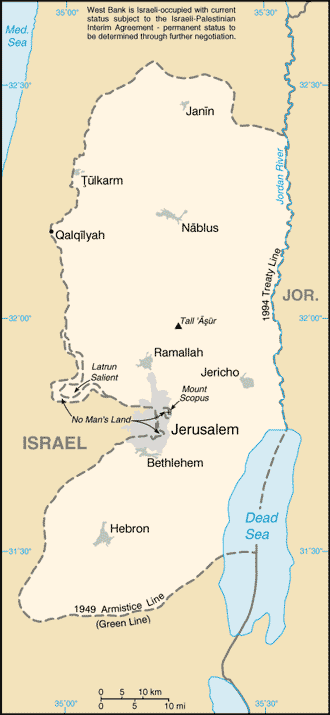 35°00'
35°30'
West Bank is Israeli-occupied with current
status subject to the Israeli-Palestinian
Interim Agreement - permanent status to
be determined through further negotiation.
Med.
Sea
32°30'
32°30'
Janīn
Jordan River
Ţūlkarm
Nāblus
Qalqīlyah
1994 Treaty Line
JOR.
32°00'
32°00'
Tall 'Āşūr
Ramallah
Latrun
Salient
Jericho
Mount
Scopus
No Man's Land
Jerusalem
ISRAEL
Bethlehem
Dead
Sea
Hebron
31°30'
31°30'
1949 Armistice Line
(Green Line)
0 5 10 km
0 5 10 mi
35°00'
35°30'